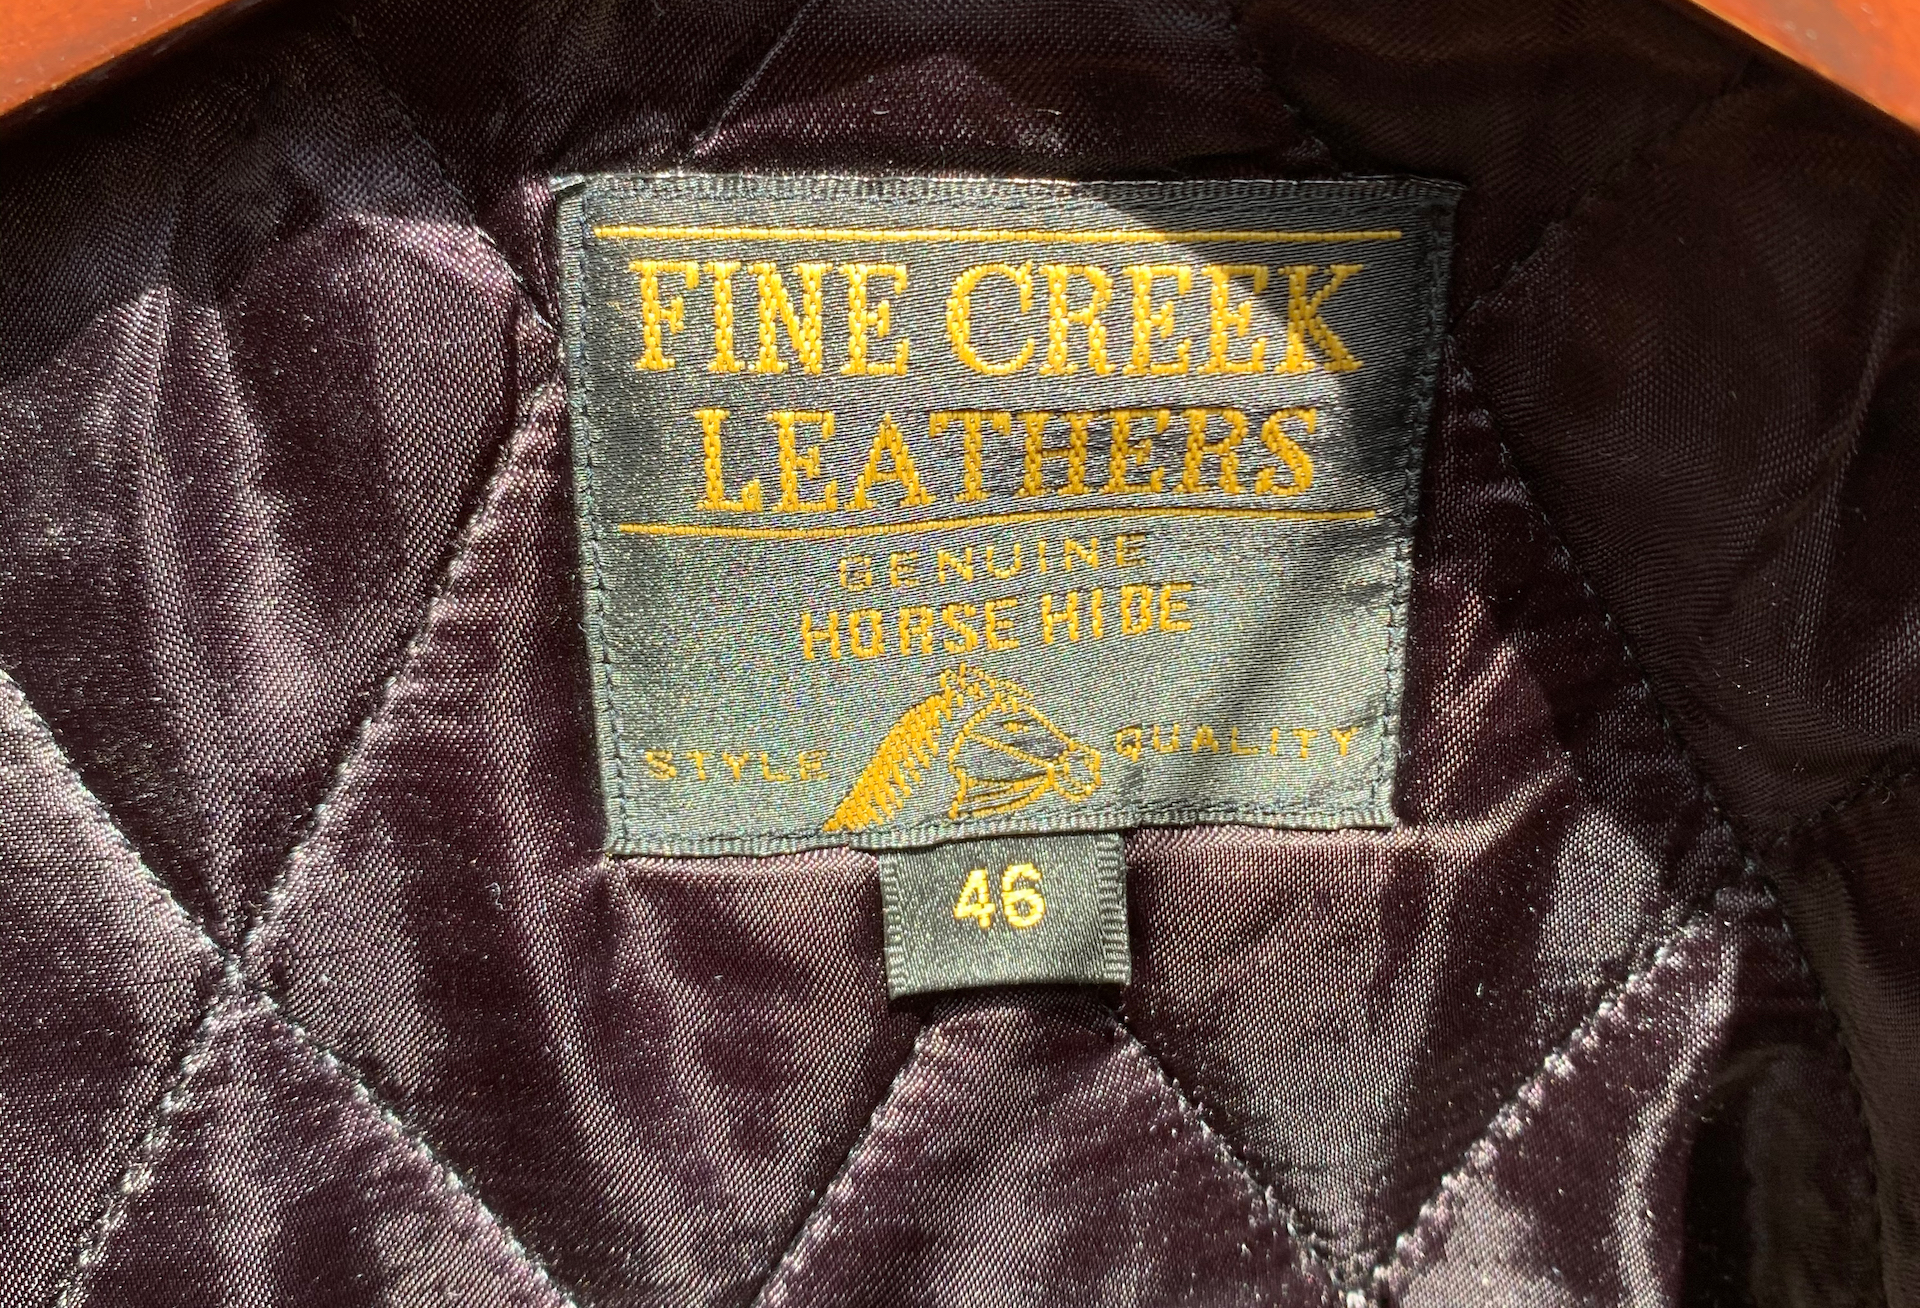 FINE CREEK
LEATHERS
GENUINE
HORSE HIDE
STYLE QUALITY
46